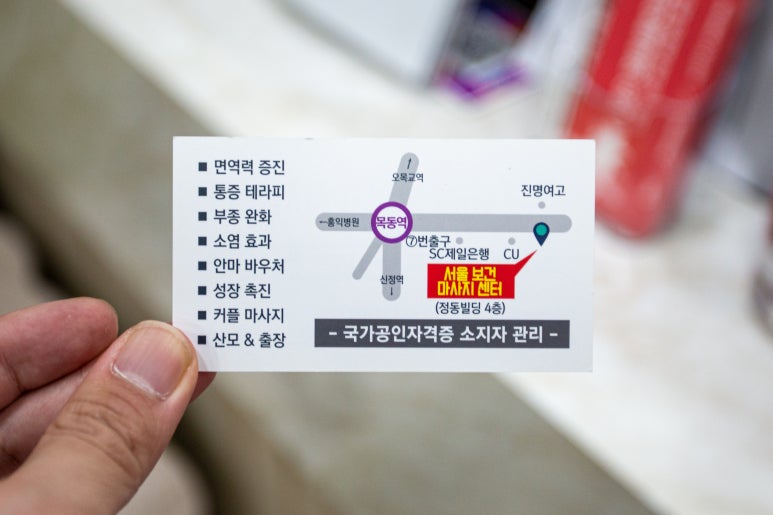 ■ 면역력 증진
■ 통증 테라피
■ 부종 완화
■ 소염 효과
■ 안마 바우처
■ 성장 촉진
■ 커플 마사지
■ 산모 & 출장
↑
오목교역
진명여고
←홍익병원
목동역
⑦번출구
SC제일은행
CU
신정역
↓
서울 보건
마사지 센터
(정동빌딩 4층)
- 국가공인자격증 소지자 관리 -